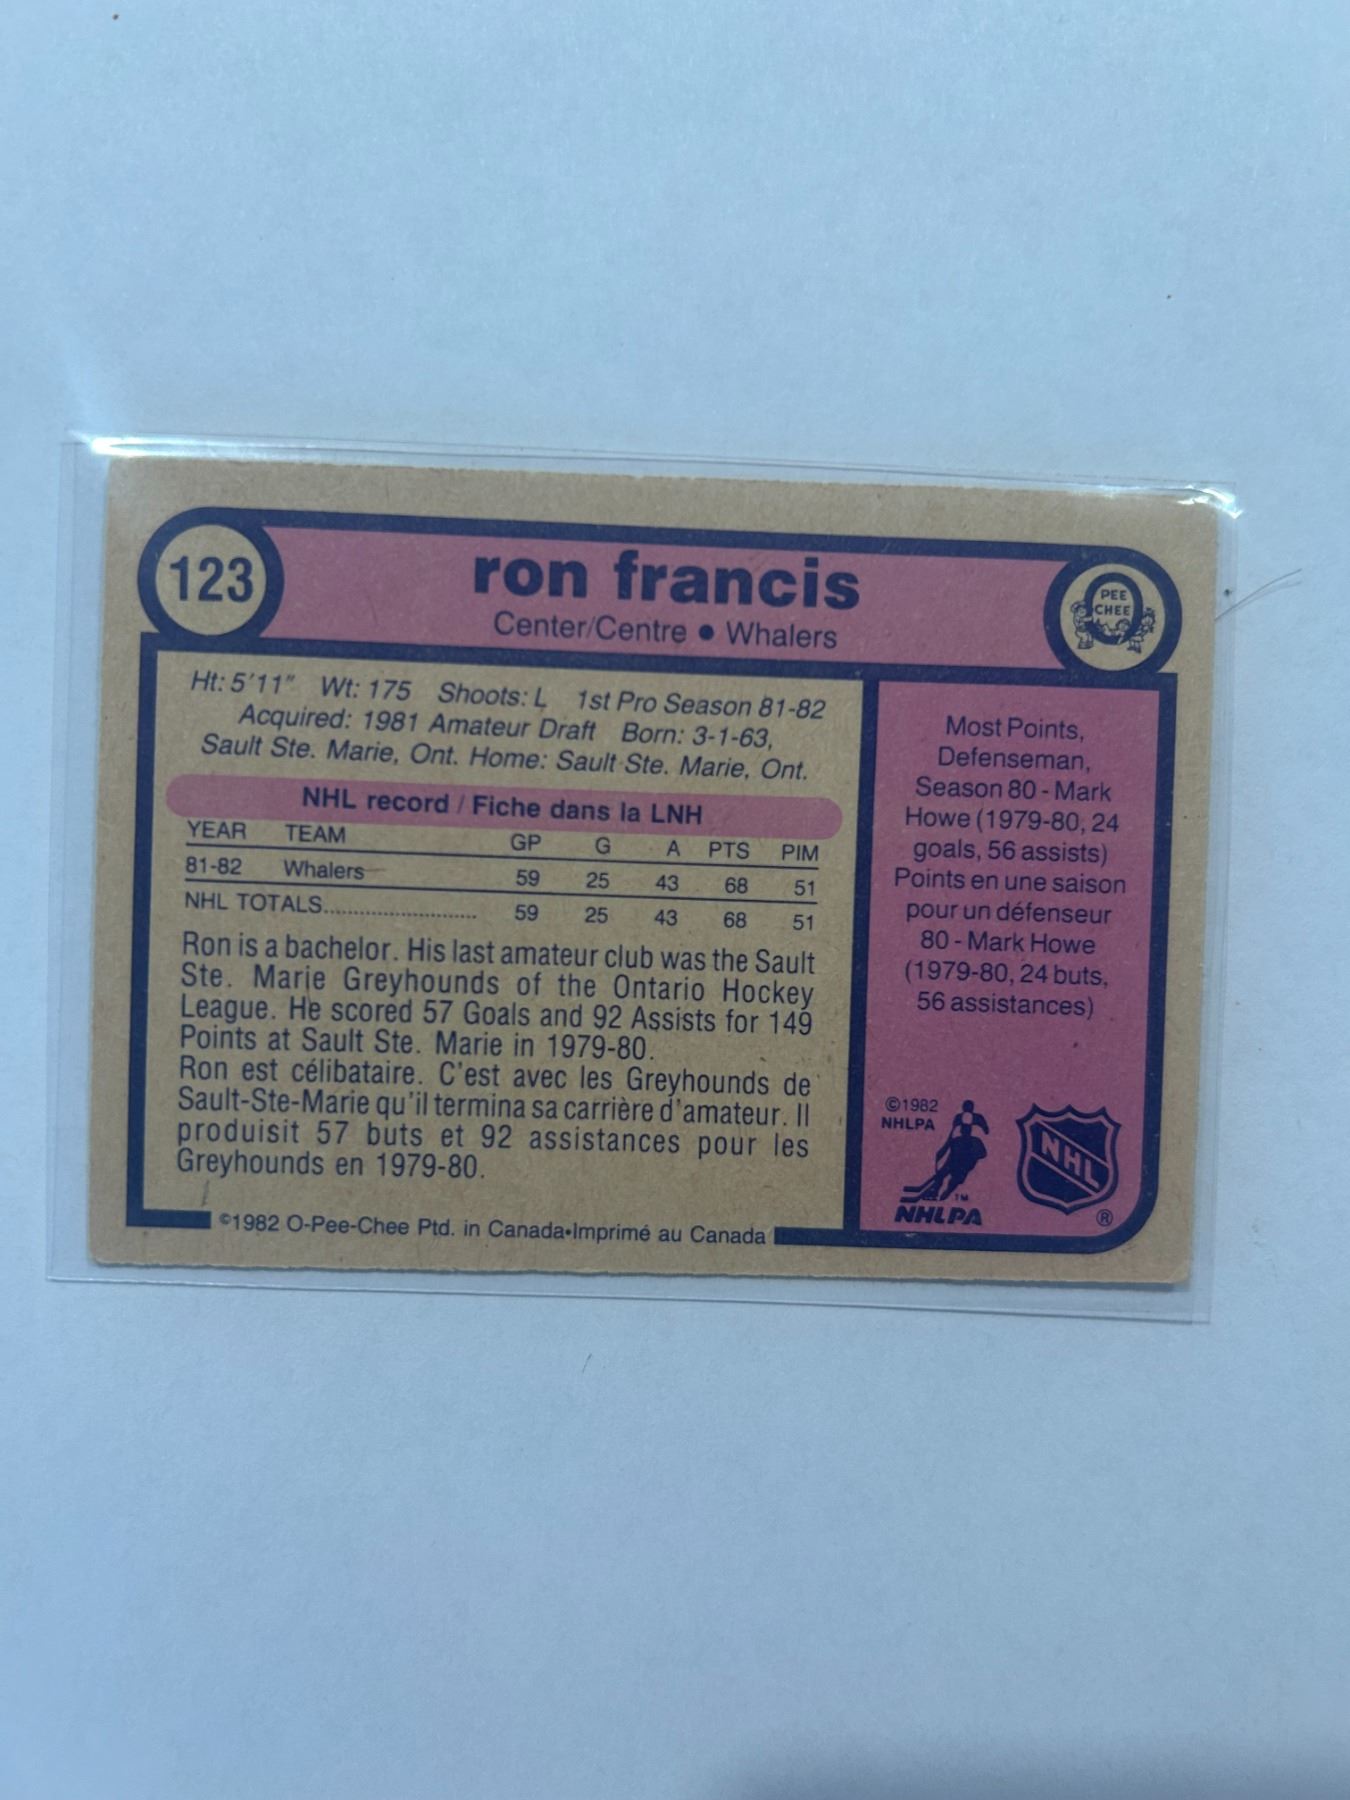 123
ron francis
Center/Centre • Whalers
O
PEE
CHEE
Ht: 5'11" Wt: 175 Shoots: L 1st Pro Season 81-82
Acquired: 1981 Amateur Draft Born: 3-1-63,
Sault Ste. Marie, Ont. Home: Sault Ste. Marie, Ont.
NHL record / Fiche dans la LNH
YEAR TEAM GP G A PTS PIM
81-82 Whalers 59 25 43 68 51
NHL TOTALS........................... 59 25 43 68 51
Ron is a bachelor. His last amateur club was the Sault
Ste. Marie Greyhounds of the Ontario Hockey
League. He scored 57 Goals and 92 Assists for 149
Points at Sault Ste. Marie in 1979-80.
Ron est célibataire. C'est avec les Greyhounds de
Sault-Ste-Marie qu'il termina sa carrière d'amateur. Il
produisit 57 buts et 92 assistances pour les
Greyhounds en 1979-80.
©1982 O-Pee-Chee Ptd. in Canada•Imprimé au Canada
Most Points,
Defenseman,
Season 80 - Mark
Howe (1979-80, 24
goals, 56 assists)
Points en une saison
pour un défenseur
80 - Mark Howe
(1979-80, 24 buts,
56 assistances)
©1982
NHLPA
TM
NHLPA
NHL
®